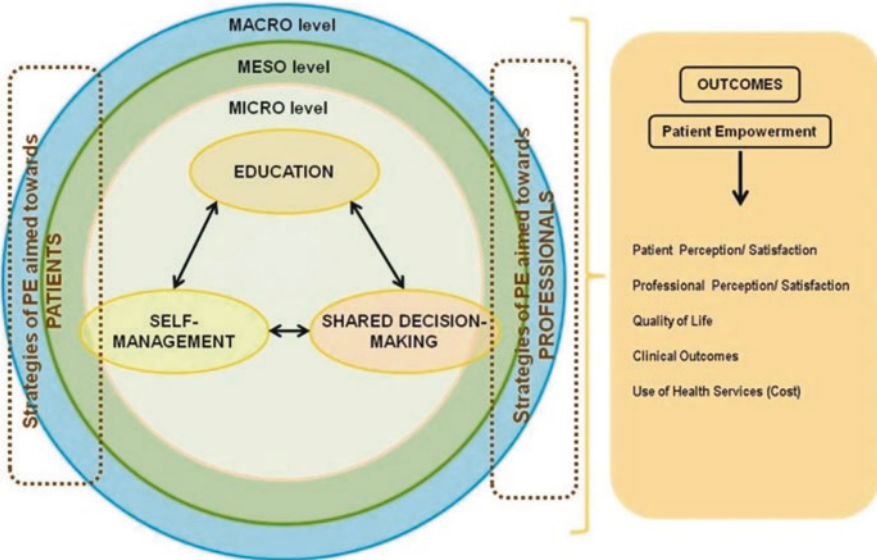 MACRO level
MESO level
MICRO level
EDUCATION
SELF-
MANAGEMENT
SHARED DECISION-
MAKING
Strategies of PE aimed towards
PATIENTS
Strategies of PE aimed towards
PROFESSIONALS
OUTCOMES
Patient Empowerment
Patient Perception/ Satisfaction
Professional Perception/ Satisfaction
Quality of Life
Clinical Outcomes
Use of Health Services (Cost)